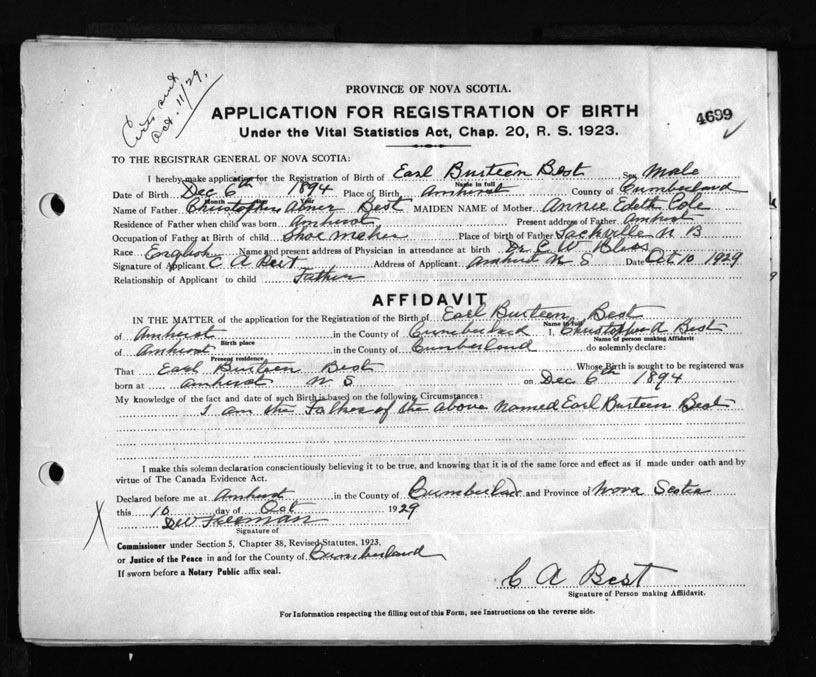 Certs sent
Oct. 11/29.
PROVINCE OF NOVA SCOTIA.
APPLICATION FOR REGISTRATION OF BIRTH
4699
Under the Vital Statistics Act, Chap. 20, R. S. 1923.
TO THE REGISTRAR GENERAL OF NOVA SCOTIA:
I hereby make application for the Registration of Birth of Earl Burteen Best Sex Male
Name in full
Date of Birth Dec 6th 1894 Place of Birth, Amherst County of Cumberland
Month
Name of Father Christopher Abner Best MAIDEN NAME of Mother Annie Edeth Cole
Residence of Father when child was born Amherst Present address of Father Amherst
Occupation of Father at Birth of child Shoe maker Place of birth of Father Sackville N B
Race English Name and present address of Physician in attendance at birth Dr C W Bliss
Signature of Applicant C A Best Address of Applicant Amherst N S Date Oct 10 1929
Relationship of Applicant to child Father
AFFIDAVIT
IN THE MATTER of the application for the Registration of the Birth of Earl Burteen Best
Name in full
of Amherst in the County of Cumberland I, Christopher A Best
Birth place Name of person making Affidavit
of Amherst in the County of Cumberland do solemnly declare:
Present residence
That Earl Burteen Best Whose Birth is sought to be registered was
born at Amherst N S on Dec 6th 1894
My knowledge of the fact and date of such Birth is based on the following Circumstances:
I am the Father of the above named Earl Burteen Best
I make this solemn declaration conscientiously believing it to be true, and knowing that it is of the same force and effect as if made under oath and by
virtue of The Canada Evidence Act.
Declared before me at Amherst in the County of Cumberland and Province of Nova Scotia
this 10 day of Oct 1929
DW Freeman
Signature of
Commissioner under Section 5, Chapter 38, Revised Statutes, 1923,
or Justice of the Peace in and for the County of Cumberland
If sworn before a Notary Public affix seal.
C A Best
Signature of Person making Affidavit.
For Information respecting the filling out of this Form, see Instructions on the reverse side.